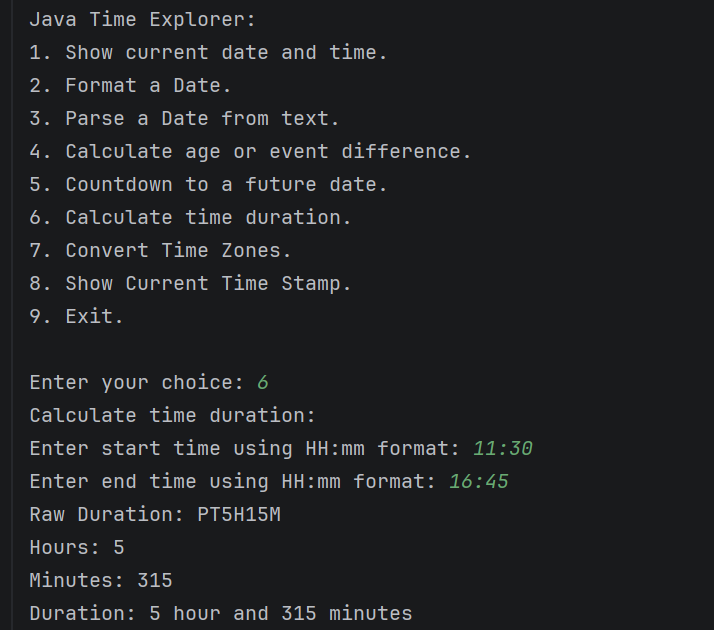 Java Time Explorer:
1. Show current date and time.
2. Format a Date.
3. Parse a Date from text.
4. Calculate age or event difference.
5. Countdown to a future date.
6. Calculate time duration.
7. Convert Time Zones.
8. Show Current Time Stamp.
9. Exit.
Enter your choice: 6
Calculate time duration:
Enter start time using HH:mm format: 11:30
Enter end time using HH:mm format: 16:45
Raw Duration: PT5H15M
Hours: 5
Minutes: 315
Duration: 5 hour and 315 minutes